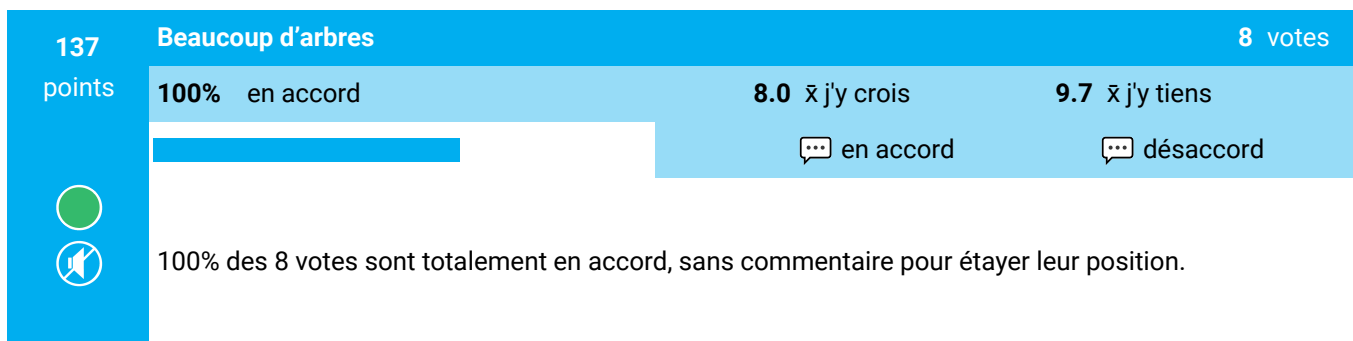 137
points
Beaucoup d’arbres
8 votes
100% en accord
8.0 x̄ j'y crois
9.7 x̄ j'y tiens
en accord
désaccord
100% des 8 votes sont totalement en accord, sans commentaire pour étayer leur position.